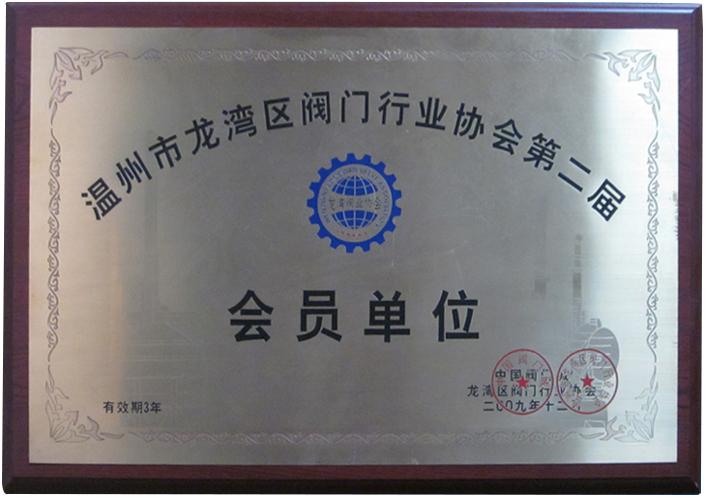 温州市龙湾区阀门行业协会第二届
龙湾阀业协会
会员单位
中国阀门城
龙湾区阀门行业协会
二00九年十二月
有效期3年